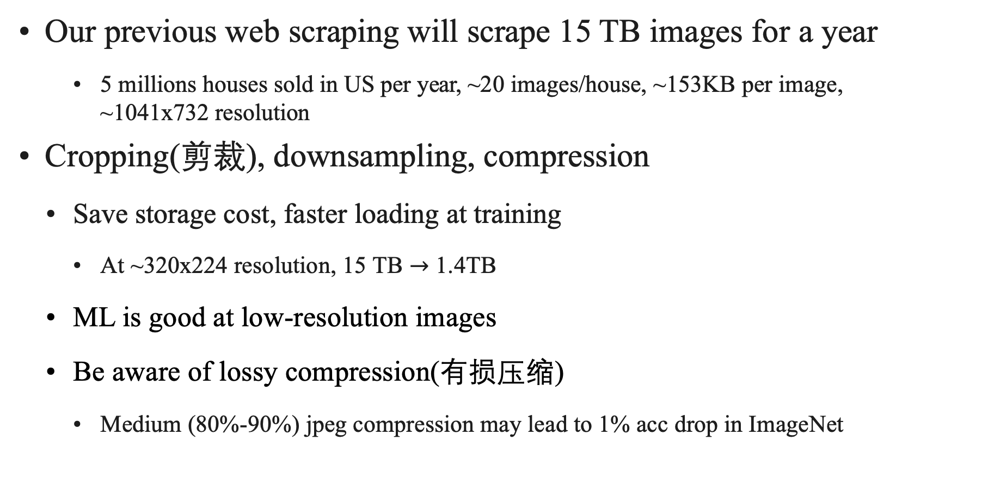 • Our previous web scraping will scrape 15 TB images for a year
• 5 millions houses sold in US per year, ~20 images/house, ~153KB per image,
~1041x732 resolution
• Cropping(剪裁), downsampling, compression
• Save storage cost, faster loading at training
• At ~320x224 resolution, 15 TB → 1.4TB
• ML is good at low-resolution images
• Be aware of lossy compression(有损压缩)
• Medium (80%-90%) jpeg compression may lead to 1% acc drop in ImageNet